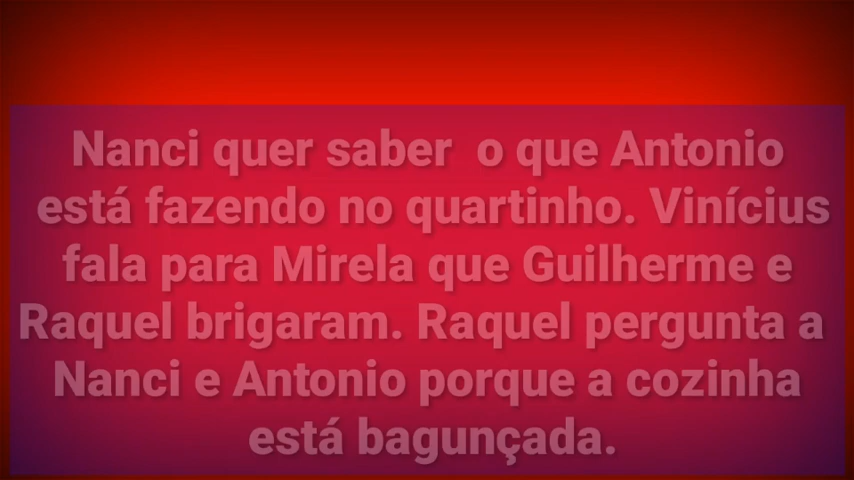 Nanci quer saber  o que Antonio
está fazendo no quartinho. Vinícius
fala para Mirela que Guilherme e
Raquel brigaram. Raquel pergunta a
Nanci e Antonio porque a cozinha
está bagunçada.